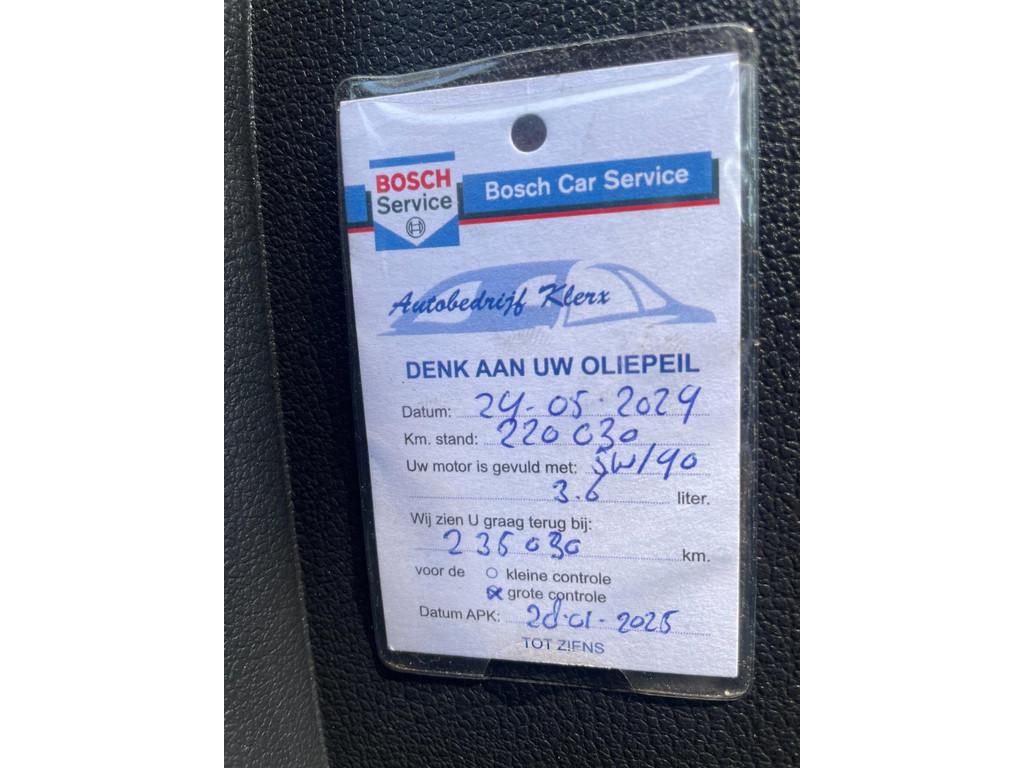 BOSCH
Service
Bosch Car Service
Autobedrijf Klerx
DENK AAN UW OLIEPEIL
Datum: 24-05-2024
Km. stand: 220 030
Uw motor is gevuld met: 5W/40
3.6 liter.
Wij zien U graag terug bij:
235 030 km.
voor de kleine controle
grote controle
Datum APK: 28-01-2025
TOT ZIENS